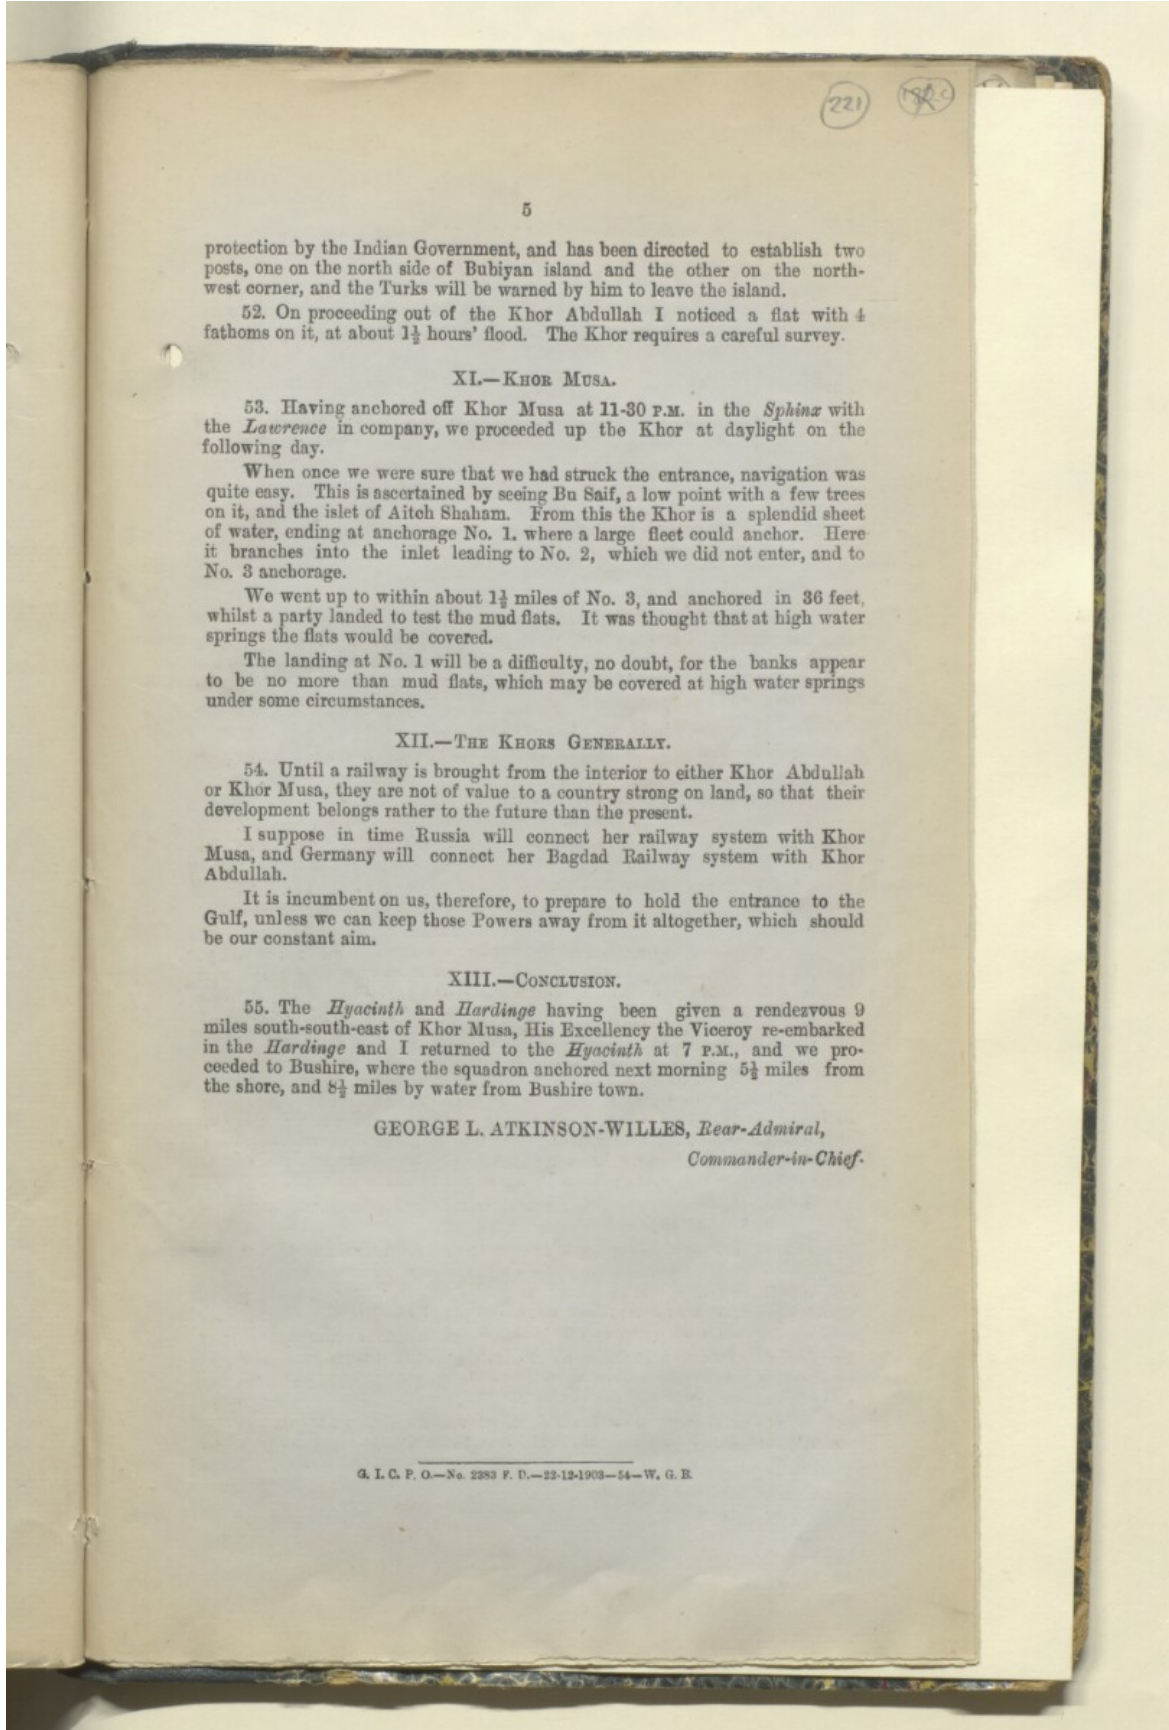 221
5
protection by the Indian Government, and has been directed to establish two
posts, one on the north side of Bubiyan island and the other on the north-
west corner, and the Turks will be warned by him to leave the island.
52. On proceeding out of the Khor Abdullah I noticed a flat with 4
fathoms on it, at about 1½ hours' flood. The Khor requires a careful survey.
XI.—KHOR MUSA.
53. Having anchored off Khor Musa at 11-30 P.M. in the Sphinx with
the Lawrence in company, we proceeded up the Khor at daylight on the
following day.
When once we were sure that we had struck the entrance, navigation was
quite easy. This is ascertained by seeing Bu Saif, a low point with a few trees
on it, and the islet of Aitch Shaham. From this the Khor is a splendid sheet
of water, ending at anchorage No. 1. where a large fleet could anchor. Here
it branches into the inlet leading to No. 2, which we did not enter, and to
No. 3 anchorage.
We went up to within about 1½ miles of No. 3, and anchored in 36 feet,
whilst a party landed to test the mud flats. It was thought that at high water
springs the flats would be covered.
The landing at No. 1 will be a difficulty, no doubt, for the banks appear
to be no more than mud flats, which may be covered at high water springs
under some circumstances.
XII.—THE KHORS GENERALLY.
54. Until a railway is brought from the interior to either Khor Abdullah
or Khor Musa, they are not of value to a country strong on land, so that their
development belongs rather to the future than the present.
I suppose in time Russia will connect her railway system with Khor
Musa, and Germany will connect her Bagdad Railway system with Khor
Abdullah.
It is incumbent on us, therefore, to prepare to hold the entrance to the
Gulf, unless we can keep those Powers away from it altogether, which should
be our constant aim.
XIII.—CONCLUSION.
55. The Hyacinth and Hardinge having been given a rendezvous 9
miles south-south-east of Khor Musa, His Excellency the Viceroy re-embarked
in the Hardinge and I returned to the Hyacinth at 7 P.M., and we pro-
ceeded to Bushire, where the squadron anchored next morning 5½ miles from
the shore, and 8½ miles by water from Bushire town.
GEORGE L. ATKINSON-WILLES, Rear-Admiral,
Commander-in-Chief.
G. I. C. P. O.—No. 2383 F. D.—22-12-1903—54—W. G. B.